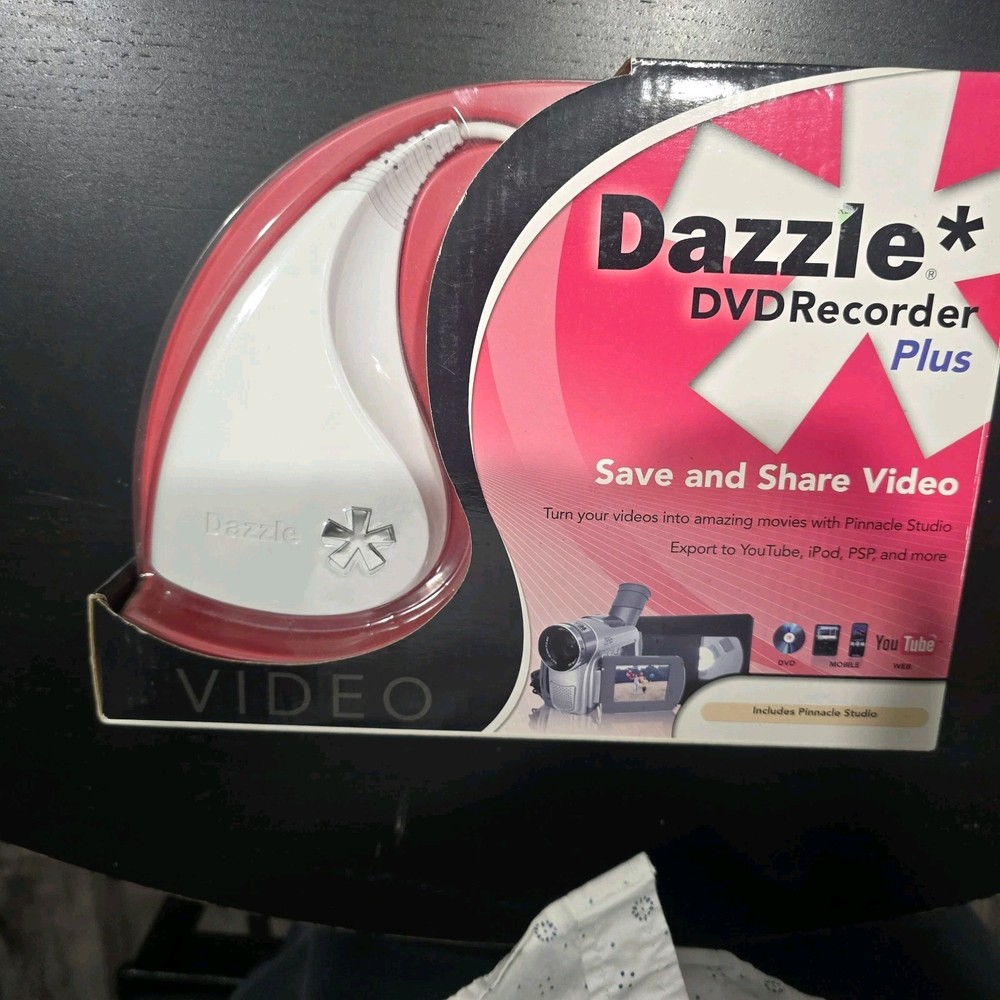 Dazzle*®
DVDRecorder
Plus
Save and Share Video
Turn your videos into amazing movies with Pinnacle Studio
Export to YouTube, iPod, PSP, and more
Dazzle
DVD
MOBILE
YouTube
WEB
Includes Pinnacle Studio
VIDEO